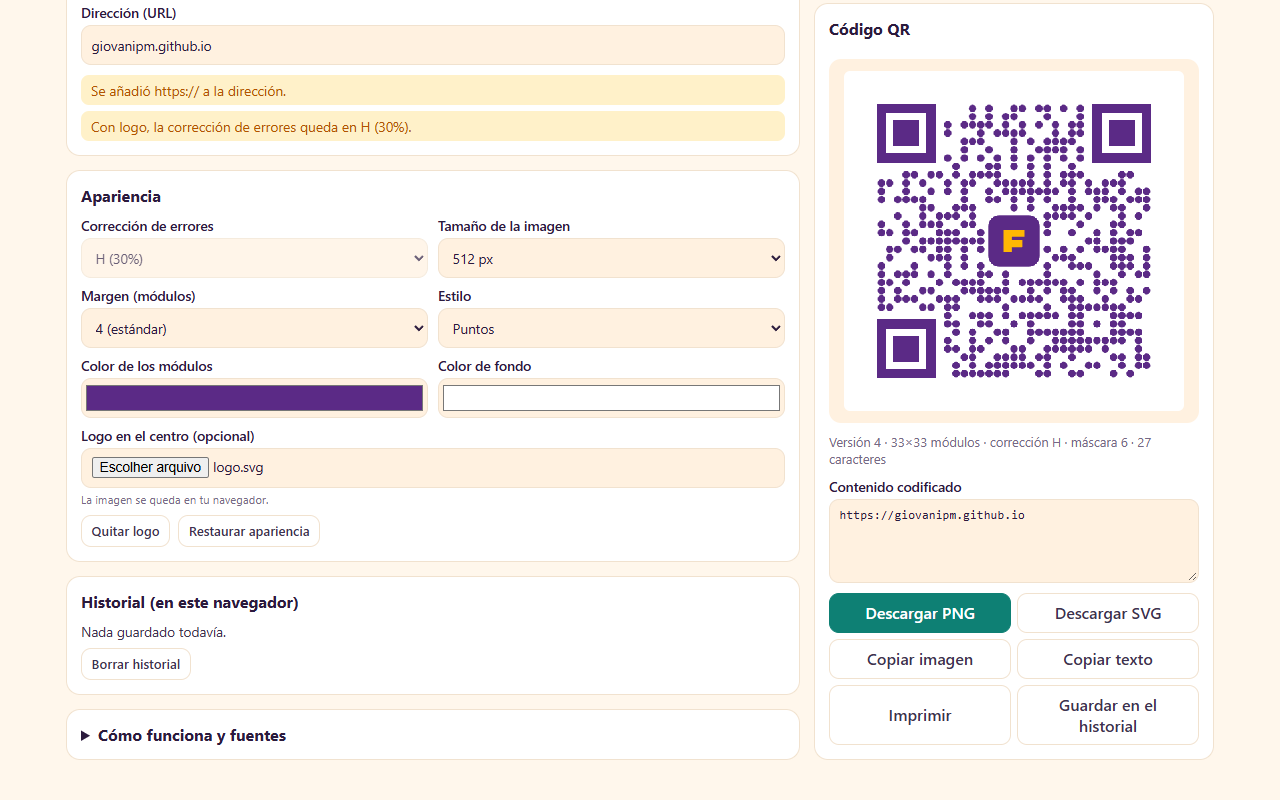 Dirección (URL)
giovanipm.github.io
Se añadió https:// a la dirección.
Con logo, la corrección de errores queda en H (30%).
Apariencia
Corrección de errores
Tamaño de la imagen
H (30%)
512 px
Margen (módulos)
Estilo
4 (estándar)
Puntos
Color de los módulos
Color de fondo
Logo en el centro (opcional)
Escolher arquivo logo.svg
La imagen se queda en tu navegador.
Quitar logo
Restaurar apariencia
Historial (en este navegador)
Nada guardado todavía.
Borrar historial
Cómo funciona y fuentes
Código QR
F
Versión 4 · 33×33 módulos · corrección H · máscara 6 · 27
caracteres
Contenido codificado
https://giovanipm.github.io
Descargar PNG
Descargar SVG
Copiar imagen
Copiar texto
Imprimir
Guardar en el
historial